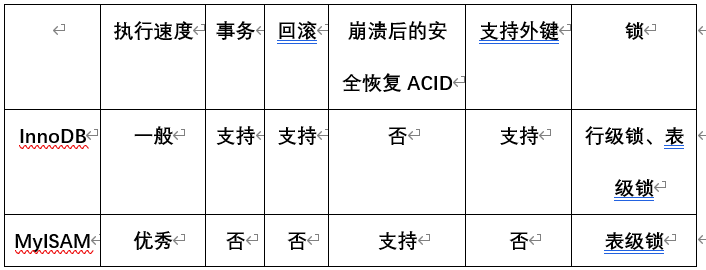 执行速度 事务 回滚 崩溃后的安 支持外键 锁
全恢复 ACID
InnoDB 一般 支持 支持 否 支持 行级锁、表
级锁
MyISAM 优秀 否 否 支持 否 表级锁